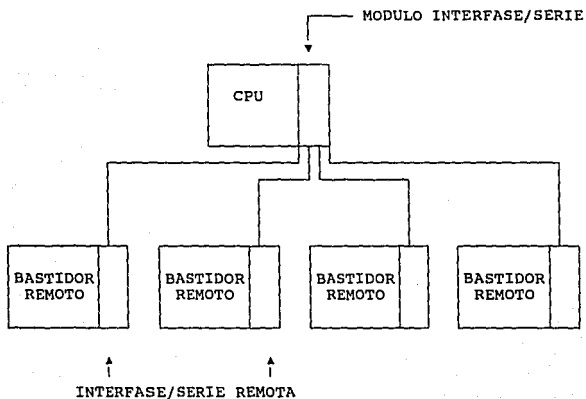 MODULO INTERFASE/SERIE
CPU
BASTIDOR
REMOTO
BASTIDOR
REMOTO
BASTIDOR
REMOTO
BASTIDOR
REMOTO
INTERFASE/SERIE REMOTA